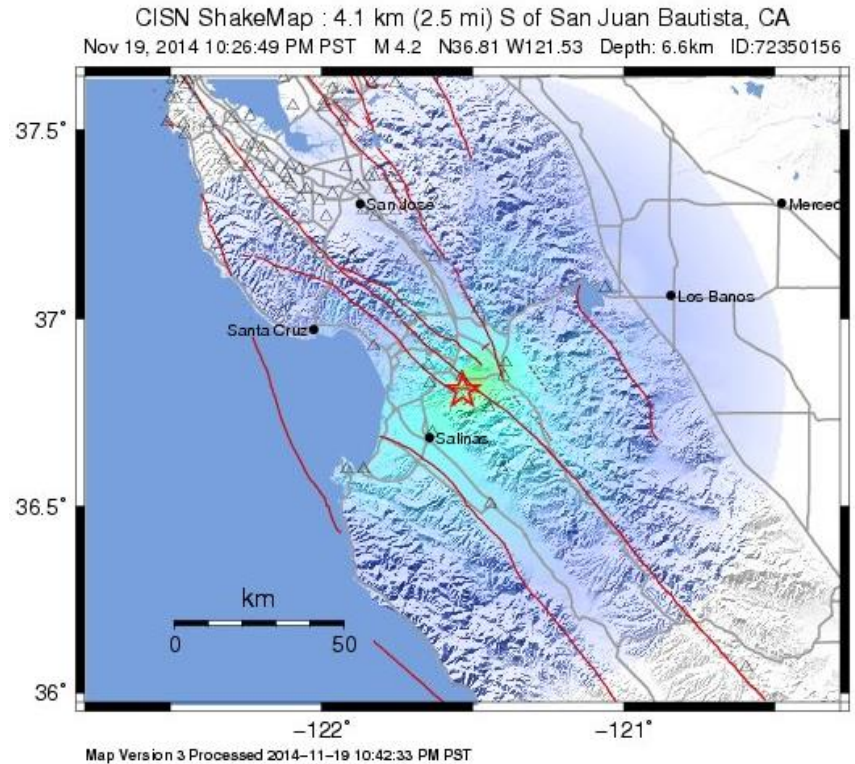 CISN ShakeMap : 4.1 km (2.5 mi) S of San Juan Bautista, CA
Nov 19, 2014 10:26:49 PM PST M 4.2 N36.81 W121.53 Depth: 6.6km ID:72350156
37.5°
San Jose
Merced
37°
Los Banos
Santa Cruz
Salinas
36.5°
km
0 50
36°
-122° -121°
Map Version 3 Processed 2014-11-19 10:42:33 PM PST